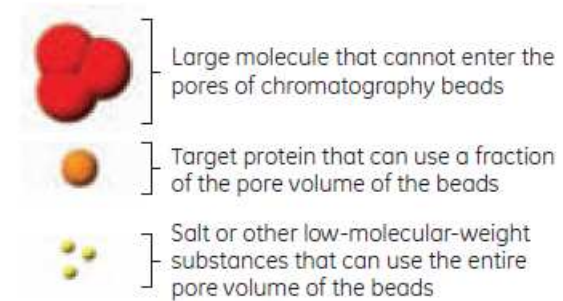 Large molecule that cannot enter the
pores of chromatography beads
Target protein that can use a fraction
of the pore volume of the beads
Salt or other low-molecular-weight
substances that can use the entire
pore volume of the beads